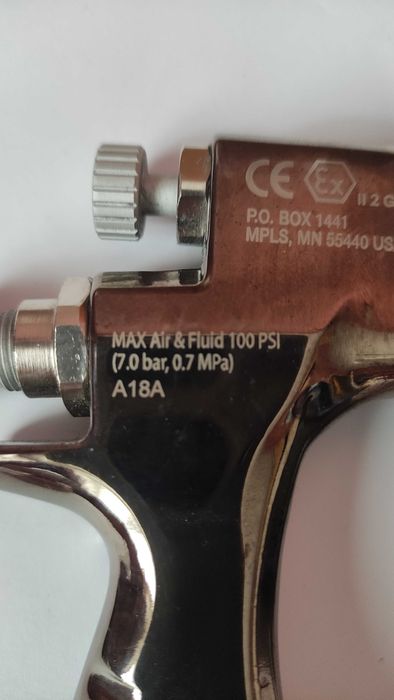 CE Ex II 2 G
P.O. BOX 1441
MPLS, MN 55440 US
MAX Air & Fluid 100 PSI
(7.0 bar, 0.7 MPa)
A18A